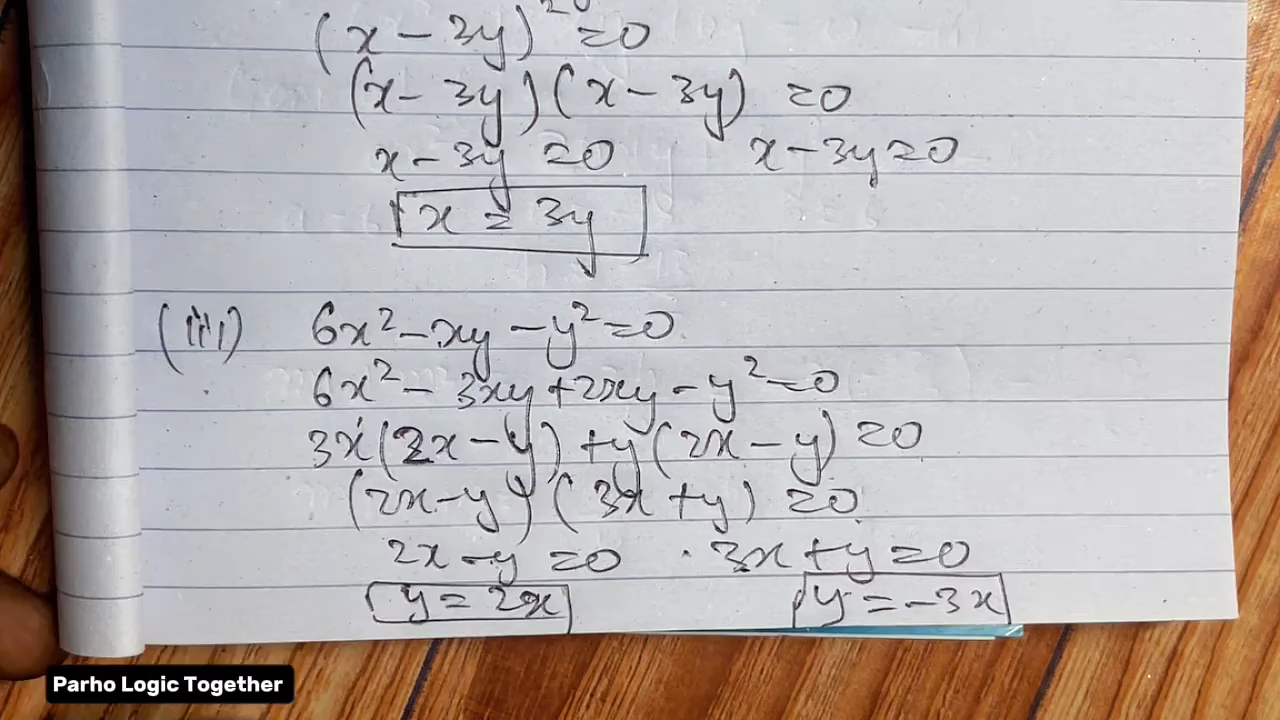 (x - 3y)² = 0
(x - 3y) (x - 3y) = 0
x - 3y = 0 x - 3y = 0
x = 3y
(iii) 6x² - xy - y² = 0
6x² - 3xy + 2xy - y² = 0
3x(2x - y) + y(2x - y) = 0
(2x - y) (3x + y) = 0
2x - y = 0 . 3x + y = 0
y = 2x y = -3x
Parho Logic Together